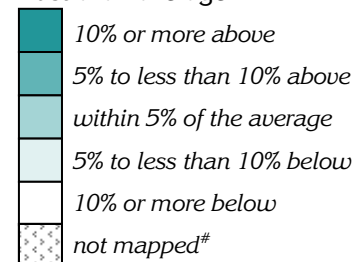 10% or more above
5% to less than 10% above
within 5% of the average
5% to less than 10% below
10% or more below
not mapped#